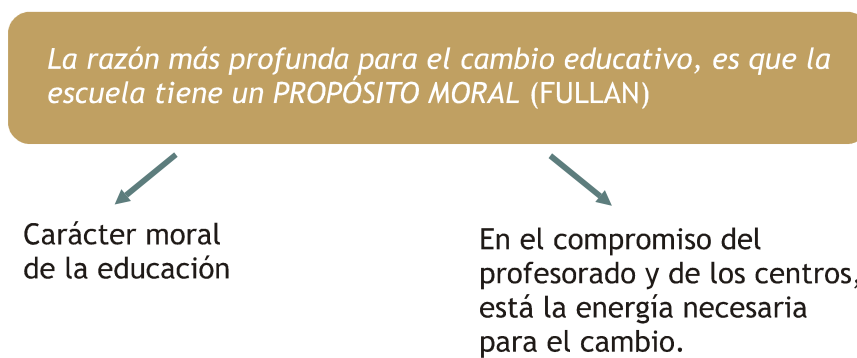 La razón más profunda para el cambio educativo, es que la
escuela tiene un PROPÓSITO MORAL (FULLAN)
Carácter moral
de la educación
En el compromiso del
profesorado y de los centros,
está la energía necesaria
para el cambio.